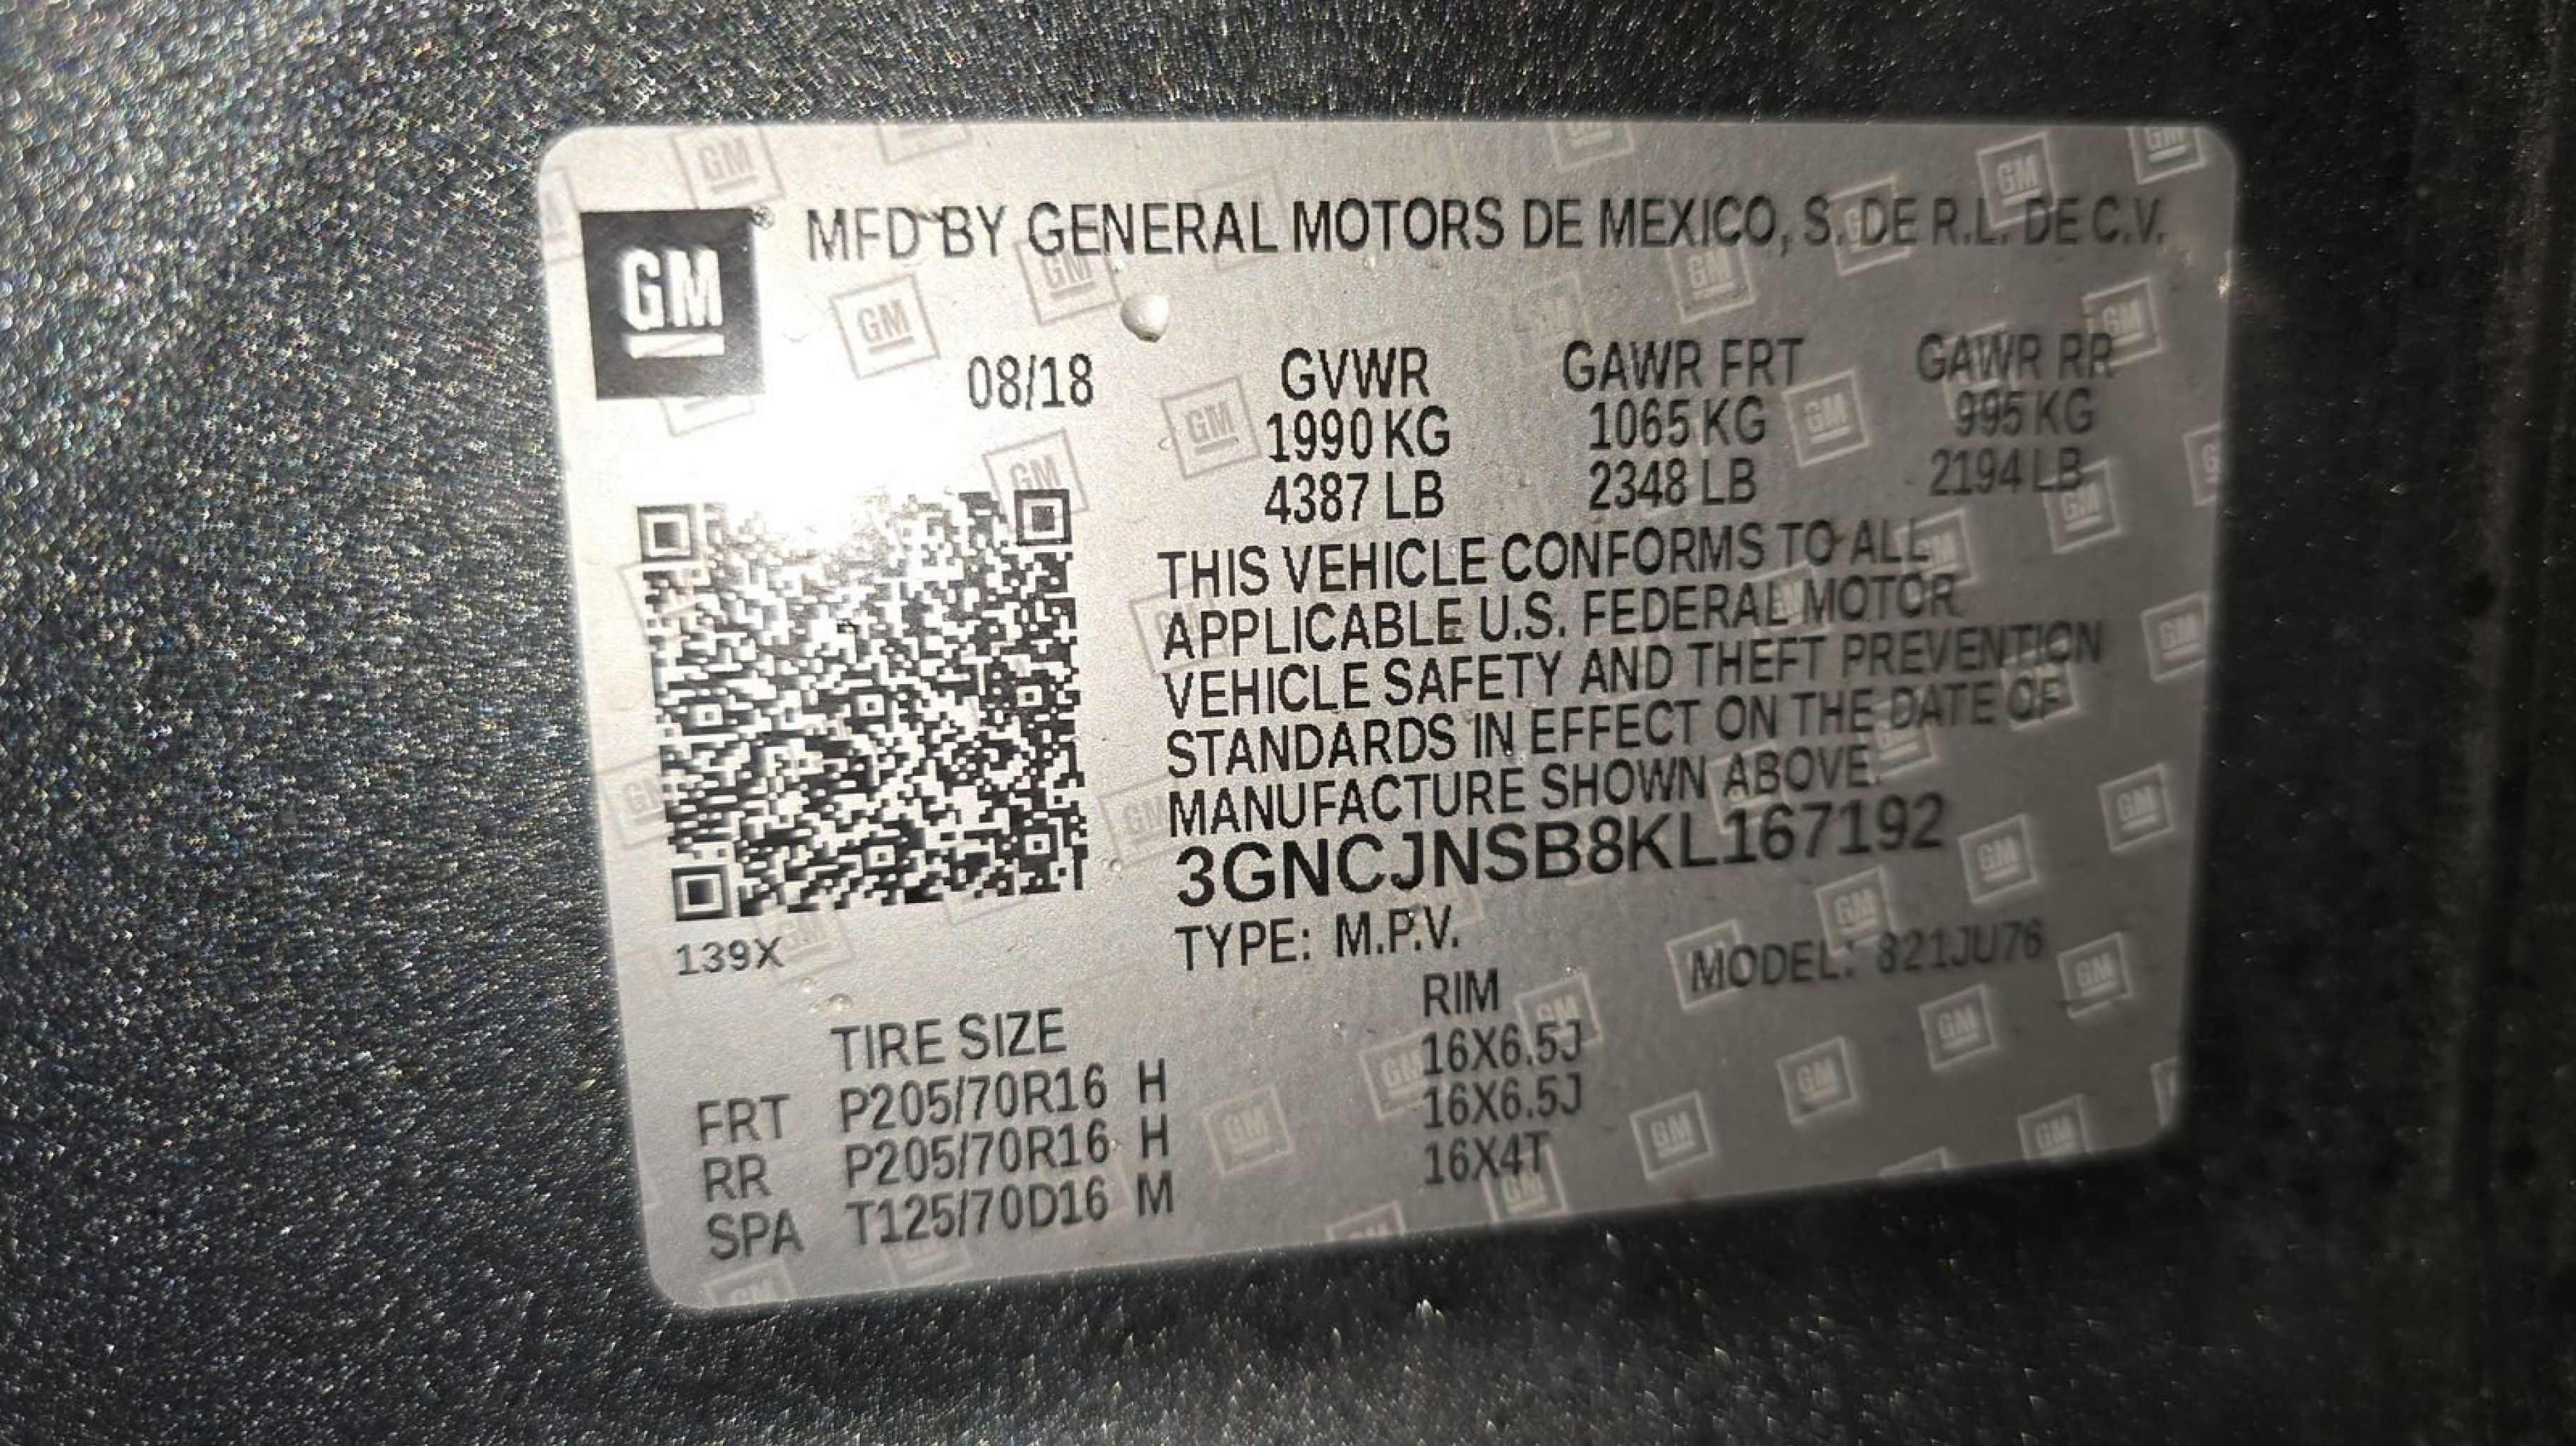 GM
MFD BY GENERAL MOTORS DE MEXICO, S. DE R.L. DE C.V.
08/18 GVWR GAWR FRT GAWR RR
1990 KG 1065 KG 995 KG
4387 LB 2348 LB 2194 LB
THIS VEHICLE CONFORMS TO ALL
APPLICABLE U.S. FEDERAL MOTOR
VEHICLE SAFETY AND THEFT PREVENTION
STANDARDS IN EFFECT ON THE DATE OF
MANUFACTURE SHOWN ABOVE.
3GNCJNSB8KL167192
139X
TYPE: M.P.V. MODEL: 821JU76
TIRE SIZE RIM
FRT P205/70R16 H 16X6.5J
RR P205/70R16 H 16X6.5J
SPA T125/70D16 M 16X4T